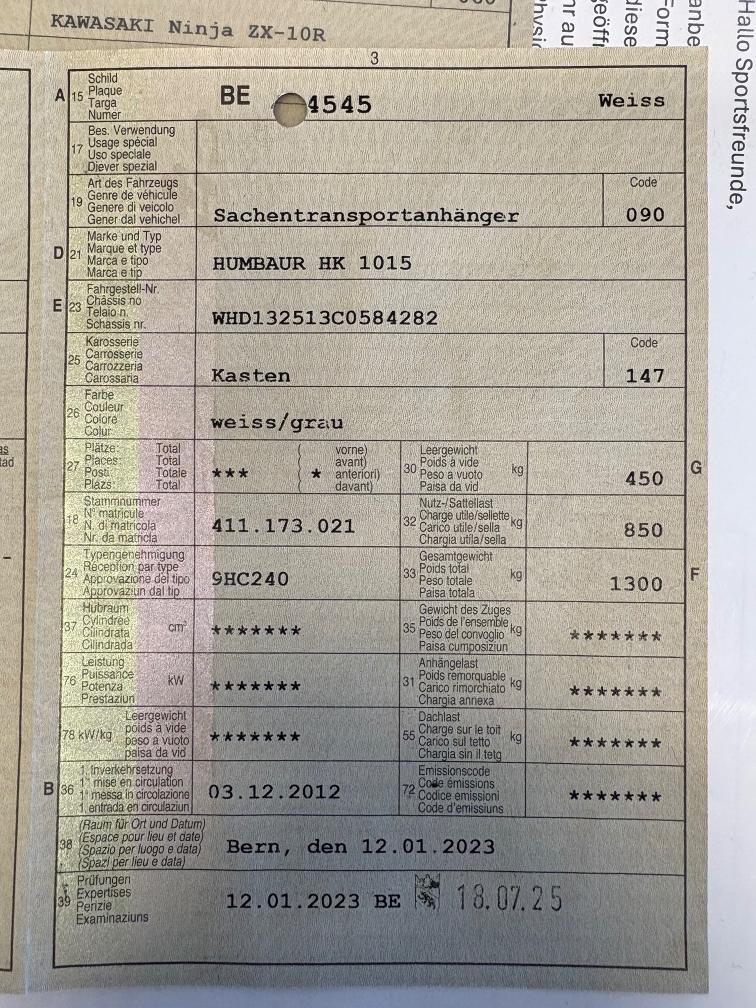 KAWASAKI Ninja ZX-10R
Hallo Sportsfreunde,
3
A 15 Schild
Plaque
Targa
Numer
BE 4545 Weiss
17 Bes. Verwendung
Usage spécial
Uso speciale
Diever spezial
19 Art des Fahrzeugs
Genre de véhicule
Genere di veicolo
Gener dal vehichel
Sachentransportanhänger
Code
090
D 21 Marke und Typ
Marque et type
Marca e tipo
Marca e tip
HUMBAUR HK 1015
E 23 Fahrgestell-Nr.
Châssis no
Telaio n.
Schassis nr.
WHD132513C0584282
25 Karosserie
Carrosserie
Carrozzeria
Carossaria
Kasten
Code
147
26 Farbe
Couleur
Colore
Colur
weiss/grau
27 Plätze: Total
Places: Total
Posti: Totale
Plazs: Total
***
( vorne)
( avant)
( * anteriori)
( davant)
30 Leergewicht
Poids à vide
Peso a vuoto
Paisa da vid
kg
450
G
18 Stammnummer
N° matricule
N. di matricola
Nr. da matricla
411.173.021
32 Nutz-/Sattellast
Charge utile/sellette
Carico utile/sella
Chargia utila/sella
kg
850
24 Typengenehmigung
Réception par type
Approvazione del tipo
Approvaziun dal tip
9HC240
33 Gesamtgewicht
Poids total
Peso totale
Paisa totala
kg
1300
F
37 Hubraum
Cylindrée
Cilindrata
Cilindrada
cm³
*******
35 Gewicht des Zuges
Poids de l'ensemble
Peso del convoglio
Paisa cumposiziun
kg
*******
76 Leistung
Puissance
Potenza
Prestaziun
kW
*******
31 Anhängelast
Poids remorquable
Carico rimorchiato
Chargia annexa
kg
*******
78 kW/kg Leergewicht
poids à vide
peso a vuoto
paisa da vid
*******
55 Dachlast
Charge sur le toit
Carico sul tetto
Chargia sin il tetg
kg
*******
B 36 1. Inverkehrsetzung
1re mise en circulation
1a messa in circolazione
1. entrada en circulaziun
03.12.2012
72 Emissionscode
Code émissions
Codice emissioni
Code d'emissiuns
*******
38 (Raum für Ort und Datum)
(Espace pour lieu et date)
(Spazio per luogo e data)
(Spazi per lieu e data)
Bern, den 12.01.2023
39 Prüfungen
Expertises
Perizie
Examinaziuns
12.01.2023 BE 18.07.25